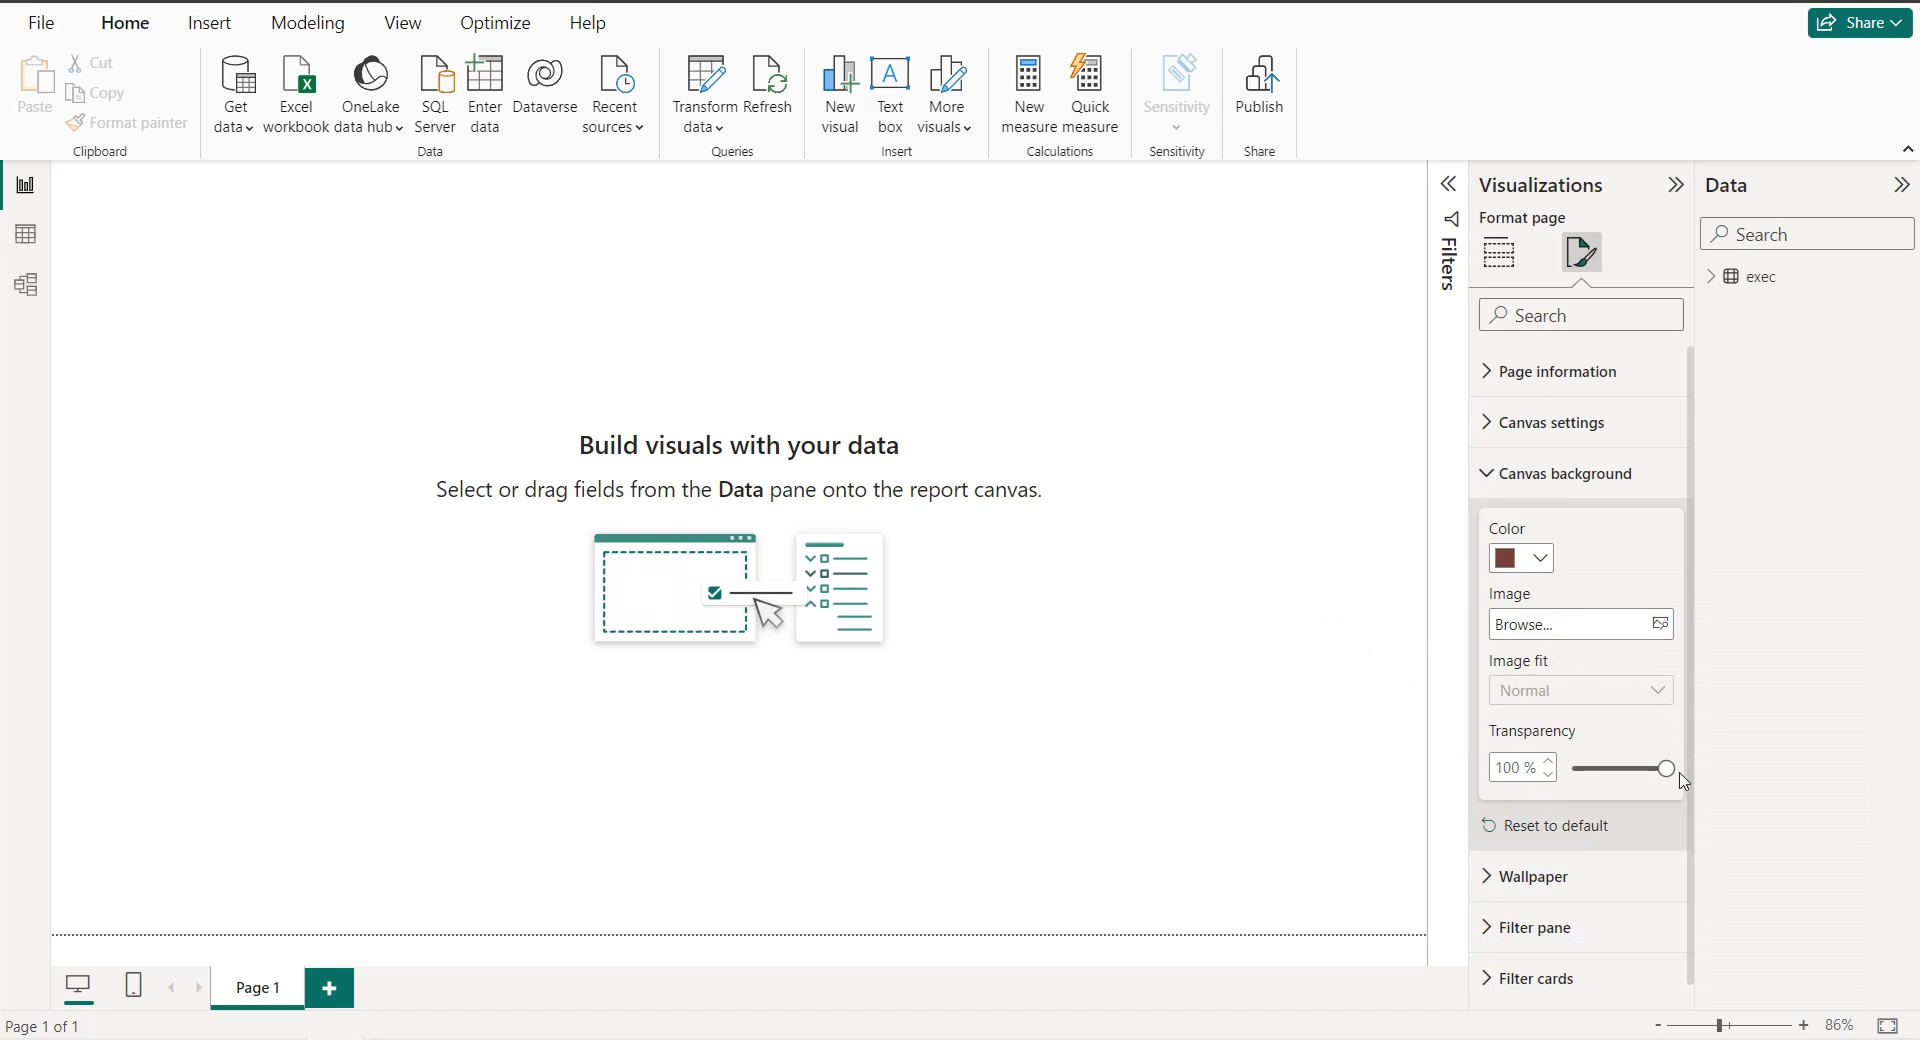 File Home Insert Modeling View Optimize Help Share
Paste
Cut
Copy
Format painter
Clipboard
Get data
Excel workbook
OneLake data hub
SQL Server
Enter data
Dataverse
Recent sources
Data
Transform data
Refresh
Queries
New visual
Text box
More visuals
Insert
New measure
Quick measure
Calculations
Sensitivity
Sensitivity
Publish
Share
Build visuals with your data
Select or drag fields from the Data pane onto the report canvas.
Filters
Visualizations
Format page
Search
Page information
Canvas settings
Canvas background
Color
Image
Browse...
Image fit
Normal
Transparency
100 %
Reset to default
Wallpaper
Filter pane
Filter cards
Data
Search
exec
Page 1
Page 1 of 1
- + 86%